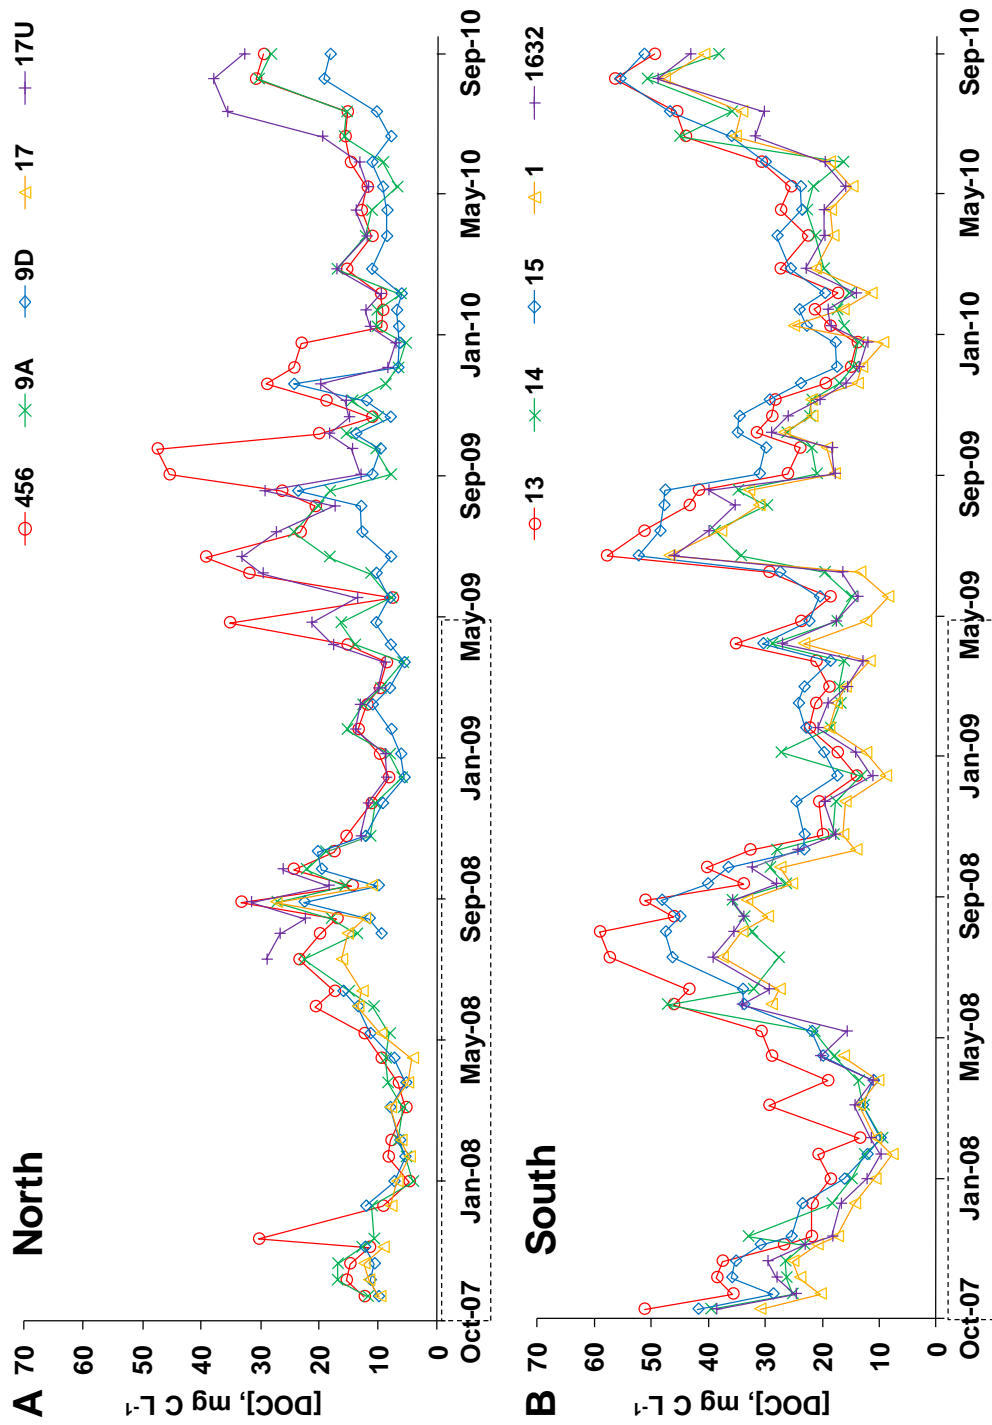 A
North
456
9A
9D
17
17U
[DOC], mg C L-1
70
60
50
40
30
20
10
0
Oct-07
Jan-08
May-08
Sep-08
Jan-09
May-09
Sep-09
Jan-10
May-10
Sep-10
B
South
13
14
15
1
1632
[DOC], mg C L-1
70
60
50
40
30
20
10
0
Oct-07
Jan-08
May-08
Sep-08
Jan-09
May-09
Sep-09
Jan-10
May-10
Sep-10